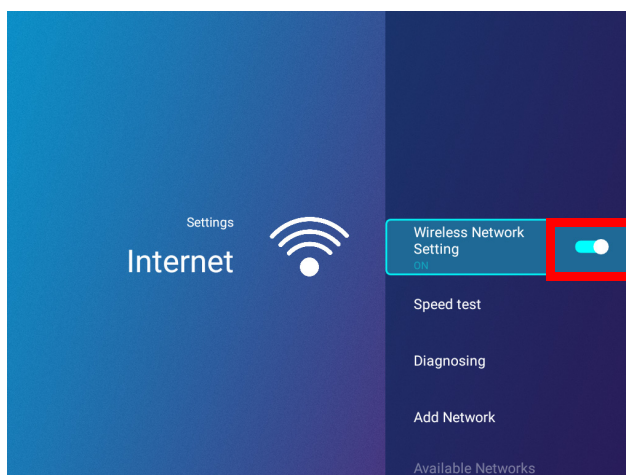 Settings
Internet
Wireless Network
Setting
ON
Speed test
Diagnosing
Add Network
Available Networks